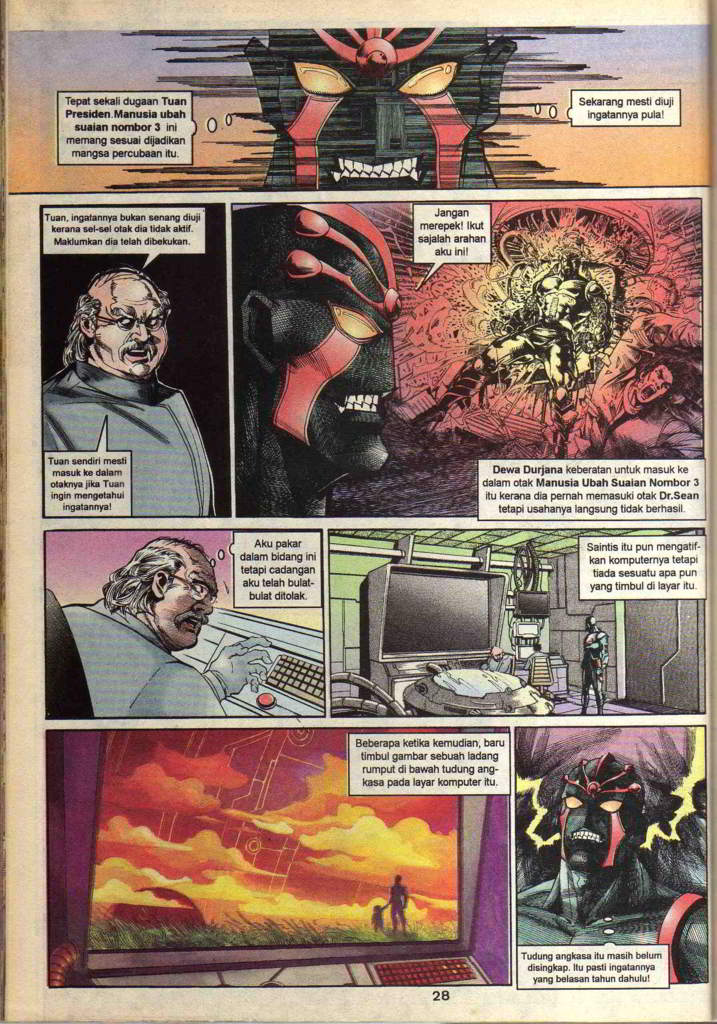 Tepat sekali dugaan Tuan
Presiden.Manusia ubah
suaian nombor 3 ini
memang sesuai dijadikan
mangsa percubaan itu.
Sekarang mesti diuji
ingatannya pula!
Tuan, ingatannya bukan senang diuji
kerana sel-sel otak dia tidak aktif.
Maklumkan dia telah dibekukan.
Tuan sendiri mesti
masuk ke dalam
otaknya jika Tuan
ingin mengetahui
ingatannya!
Jangan
merepek! Ikut
sajalah arahan
aku ini!
Dewa Durjana keberatan untuk masuk ke
dalam otak Manusia Ubah Suaian Nombor 3
itu kerana dia pernah memasuki otak Dr.Sean
tetapi usahanya langsung tidak berhasil.
Aku pakar
dalam bidang ini
tetapi cadangan
aku telah bulat-
bulat ditolak.
Saintis itu pun mengatif-
kan komputernya tetapi
tiada sesuatu apa pun
yang timbul di layar itu.
Beberapa ketika kemudian, baru
timbul gambar sebuah ladang
rumput di bawah tudung ang-
kasa pada layar komputer itu.
Tudung angkasa itu masih belum
disingkap. Itu pasti ingatannya
yang belasan tahun dahulu!
28